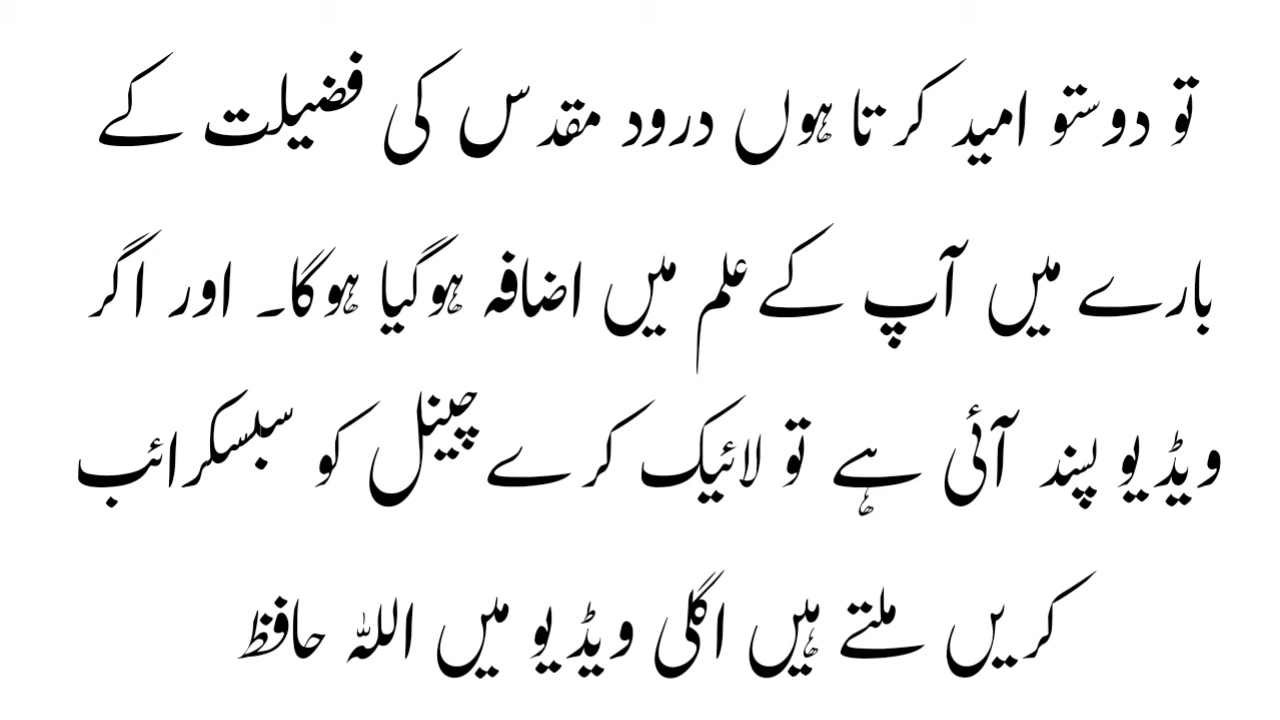 تو دوستو امید کرتا ہوں درود مقدس کی فضیلت کے
بارے میں آپ کے علم میں اضافہ ہوگیا ہوگا۔ اور اگر
ویڈیو پسند آئی ہے تو لائیک کرے چینل کو سبسکرائب
کریں ملتے ہیں اگلی ویڈیو میں اللہ حافظ